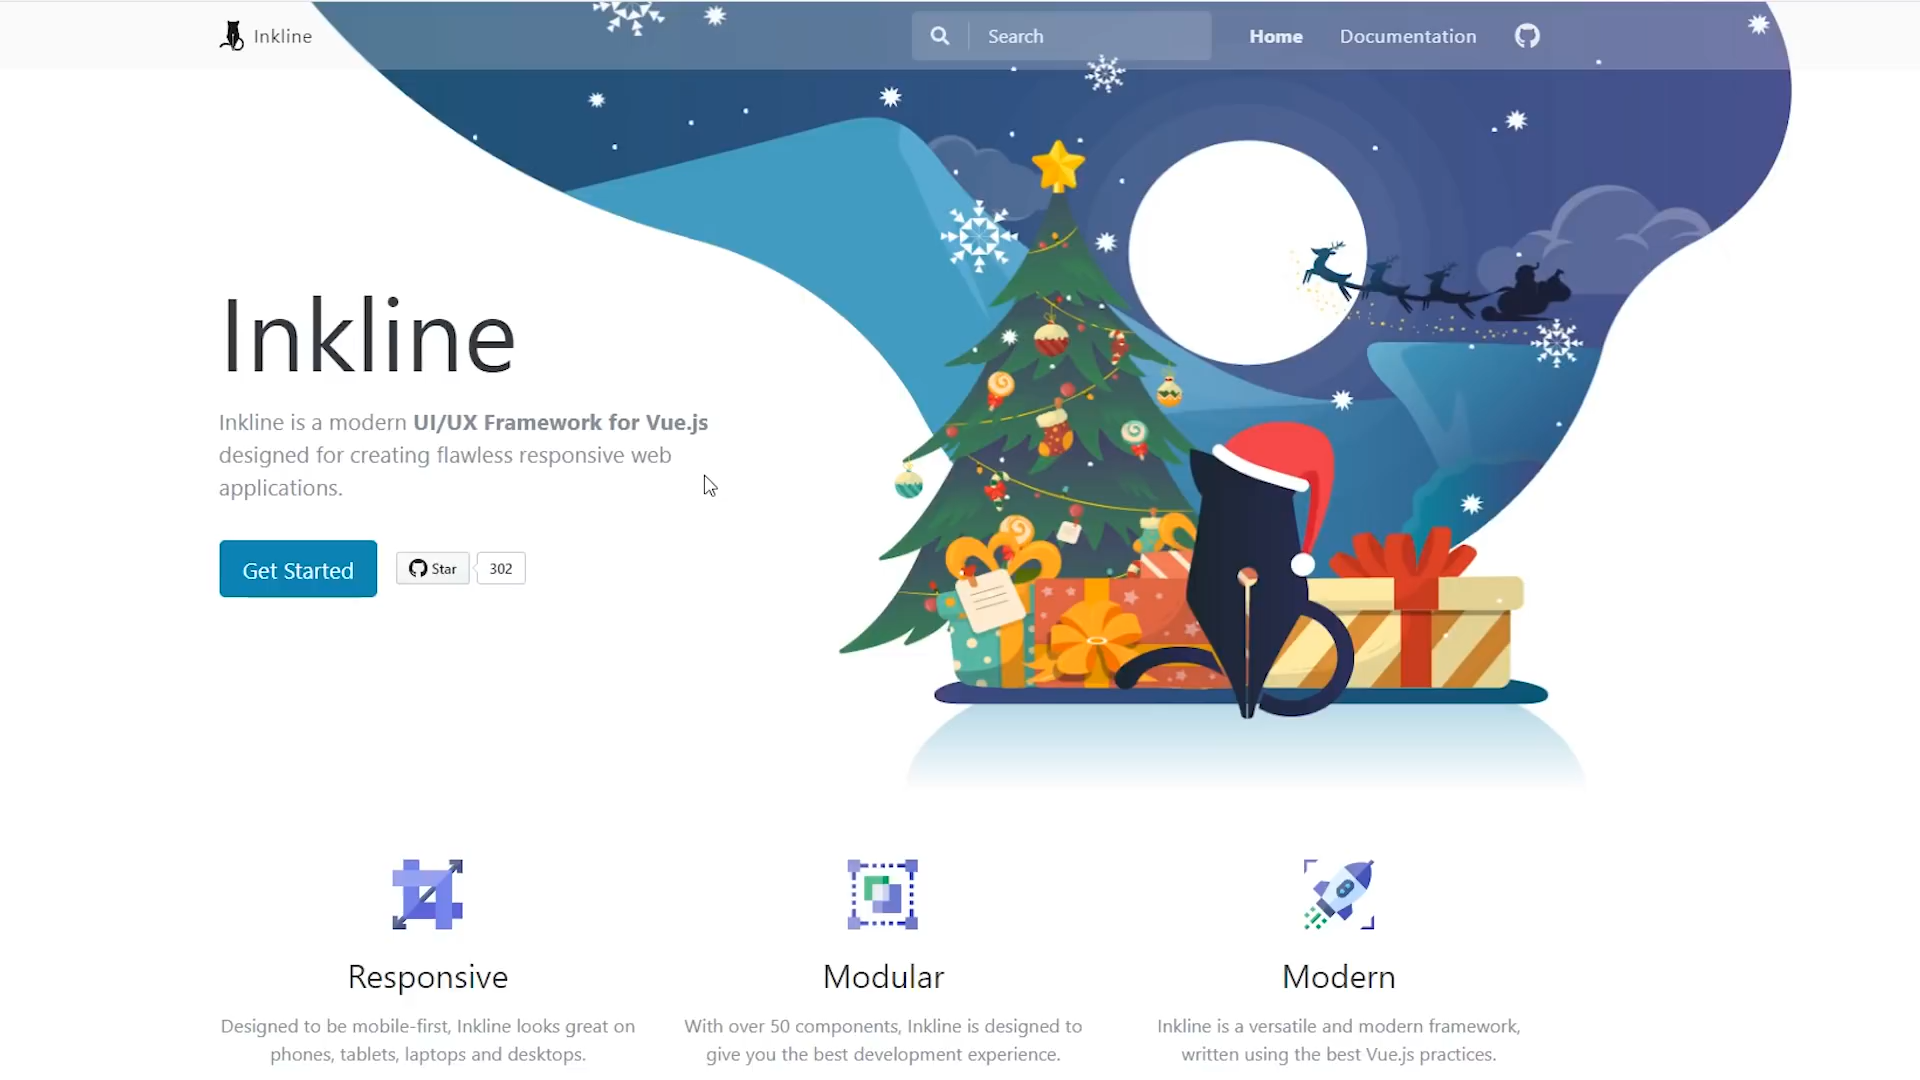 Inkline
Search
Home
Documentation
Inkline
Inkline is a modern UI/UX Framework for Vue.js
designed for creating flawless responsive web
applications.
Get Started
Star
302
Responsive
Modular
Modern
Designed to be mobile-first, Inkline looks great on
phones, tablets, laptops and desktops.
With over 50 components, Inkline is designed to
give you the best development experience.
Inkline is a versatile and modern framework,
written using the best Vue.js practices.